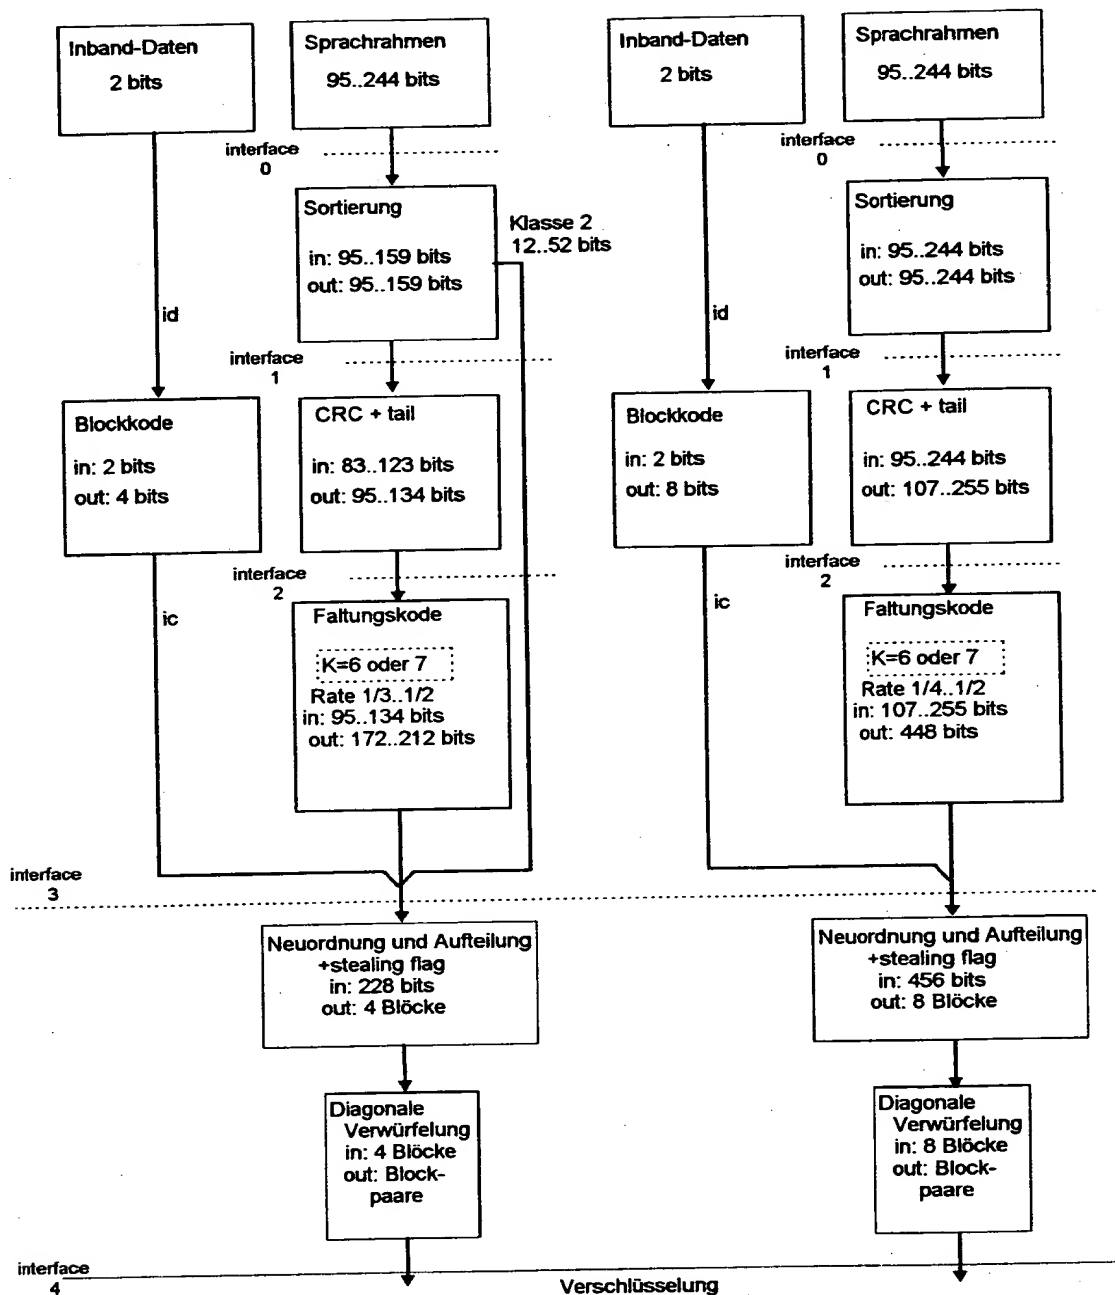 Inband-Daten
2 bits
Sprachrahmen
95..244 bits
interface
0
Sortierung
in: 95..159 bits
out: 95..159 bits
Klasse 2
12..52 bits
id
interface
1
Blockkode
in: 2 bits
out: 4 bits
CRC + tail
in: 83..123 bits
out: 95..134 bits
interface
2
ic
Faltungskode
K=6 oder 7
Rate 1/3..1/2
in: 95..134 bits
out: 172..212 bits
Inband-Daten
2 bits
Sprachrahmen
95..244 bits
interface
0
Sortierung
in: 95..244 bits
out: 95..244 bits
id
interface
1
Blockkode
in: 2 bits
out: 8 bits
CRC + tail
in: 95..244 bits
out: 107..255 bits
interface
2
ic
Faltungskode
K=6 oder 7
Rate 1/4..1/2
in: 107..255 bits
out: 448 bits
interface
3
Neuordnung und Aufteilung
+stealing flag
in: 228 bits
out: 4 Blöcke
Diagonale
Verwürfelung
in: 4 Blöcke
out: Block-
paare
Neuordnung und Aufteilung
+stealing flag
in: 456 bits
out: 8 Blöcke
Diagonale
Verwürfelung
in: 8 Blöcke
out: Block-
paare
interface
4
Verschlüsselung